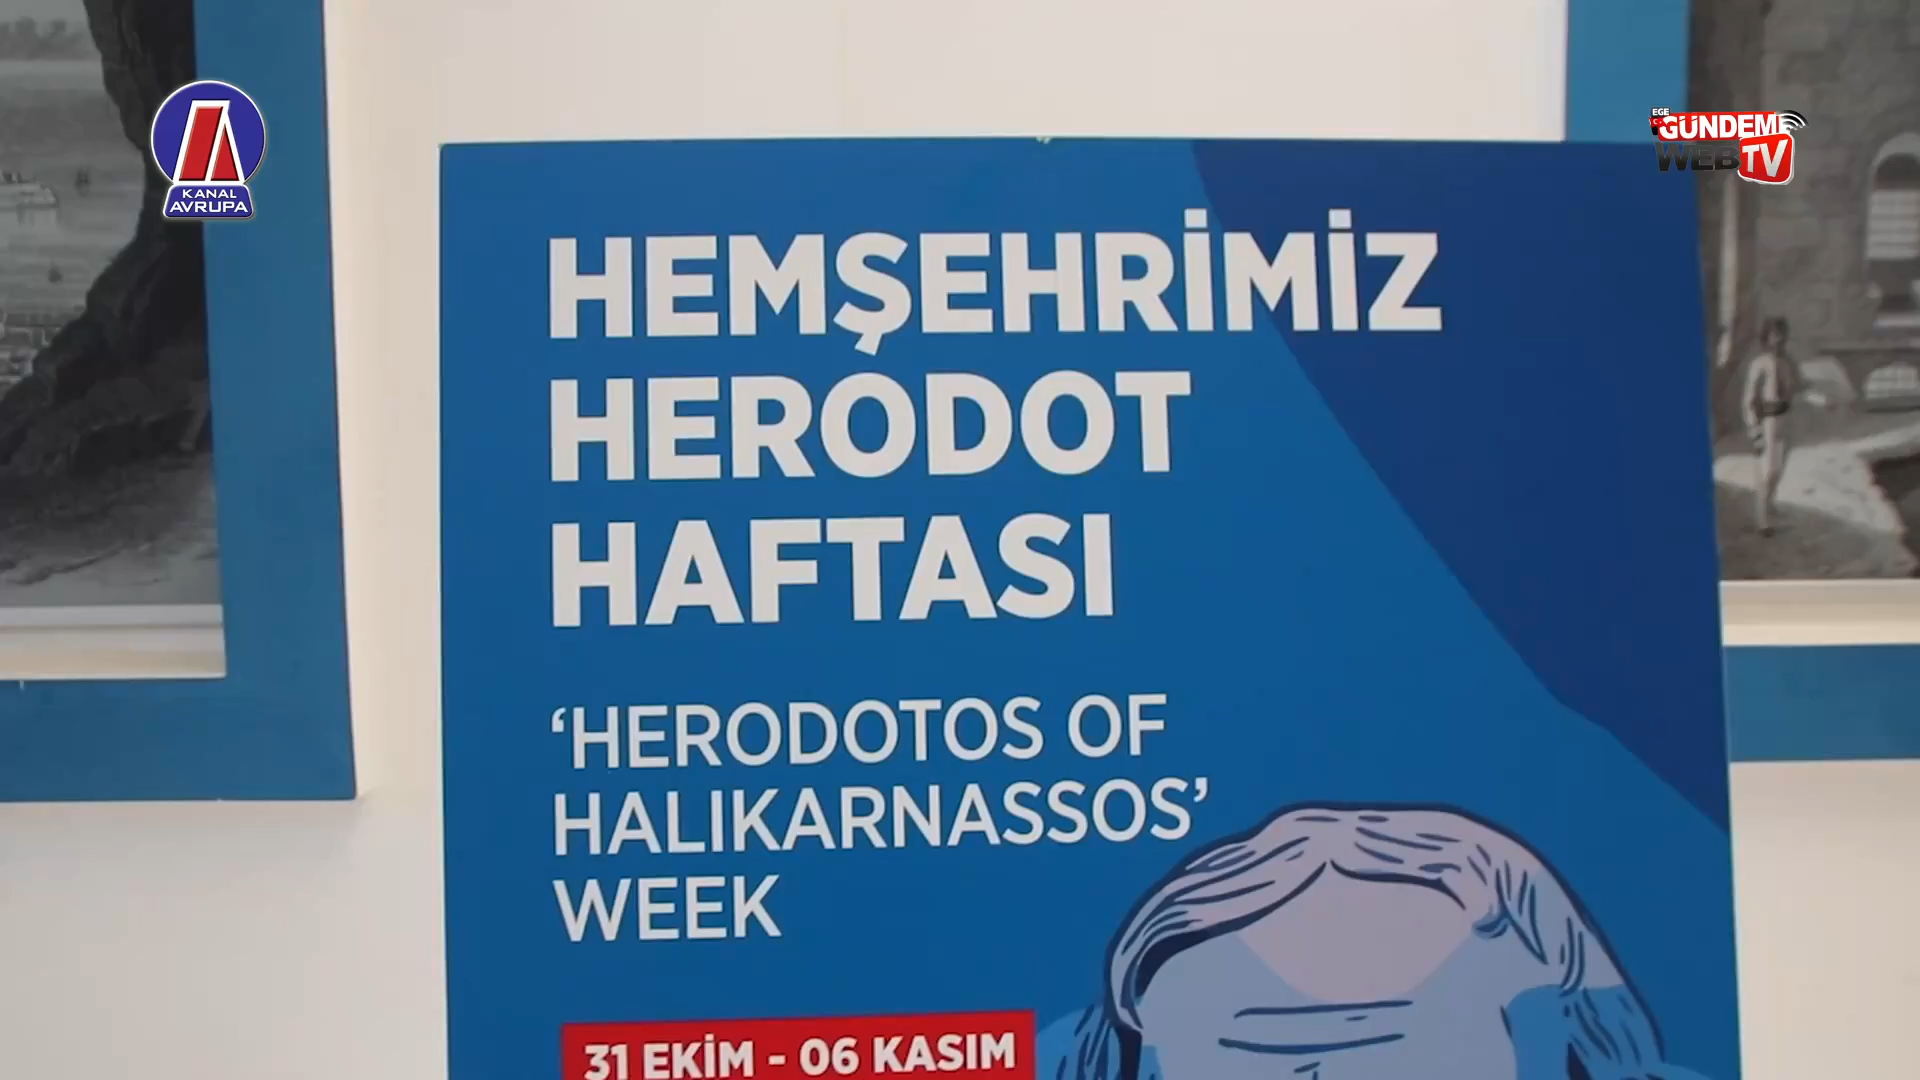 KANAL
AVRUPA
EGE
GÜNDEM
WEB TV
HEMŞEHRİMİZ
HERODOT
HAFTASI
‘HERODOTOS OF
HALIKARNASSOS’
WEEK
31 EKİM - 06 KASIM